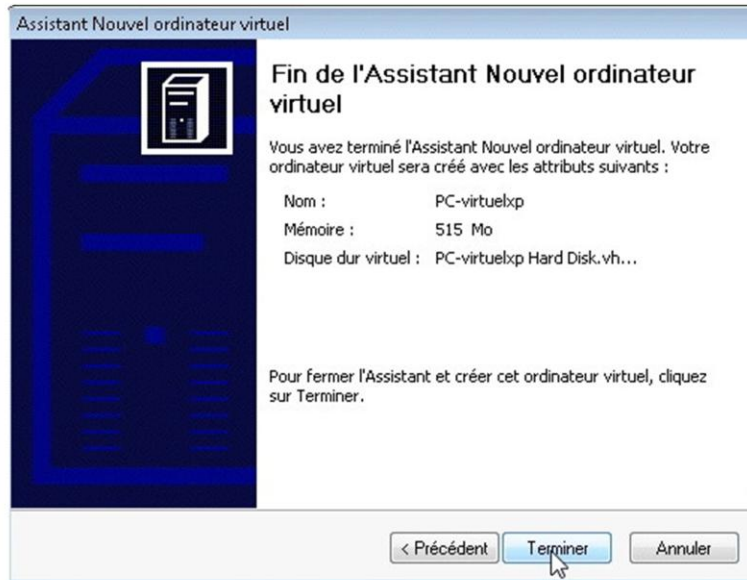 Assistant Nouvel ordinateur virtuel
Fin de l'Assistant Nouvel ordinateur
virtuel
Vous avez terminé l'Assistant Nouvel ordinateur virtuel. Votre
ordinateur virtuel sera créé avec les attributs suivants :
Nom : PC-virtuelxp
Mémoire : 515 Mo
Disque dur virtuel : PC-virtuelxp Hard Disk.vh...
Pour fermer l'Assistant et créer cet ordinateur virtuel, cliquez
sur Terminer.
< Précédent Terminer Annuler